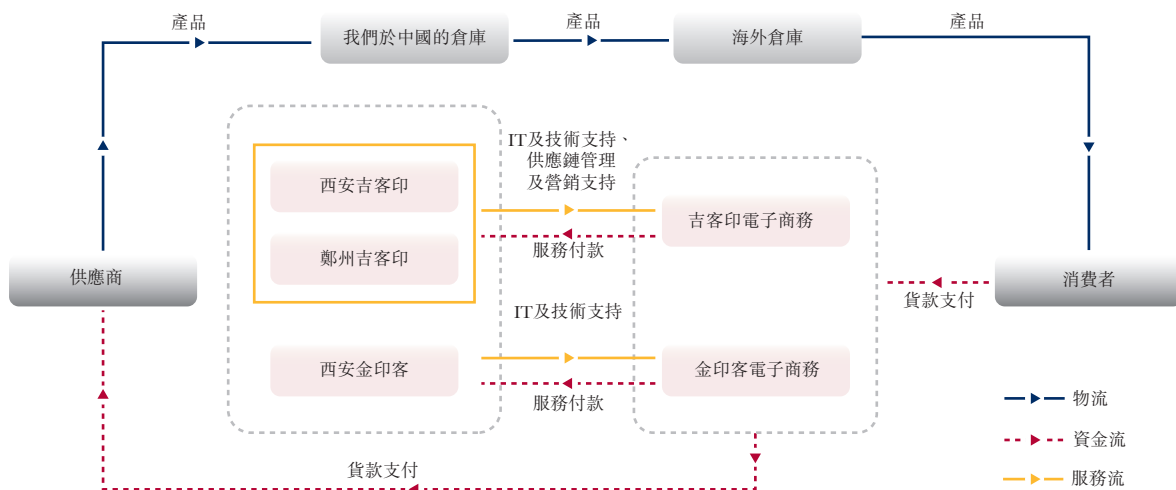 產品
產品
產品
我們於中國的倉庫
海外倉庫
IT及技術支持、
供應鏈管理
及營銷支持
西安吉客印
吉客印電子商務
服務付款
鄭州吉客印
供應商
消費者
貨款支付
IT及技術支持
西安金印客
金印客電子商務
服務付款
物流
資金流
貨款支付
服務流